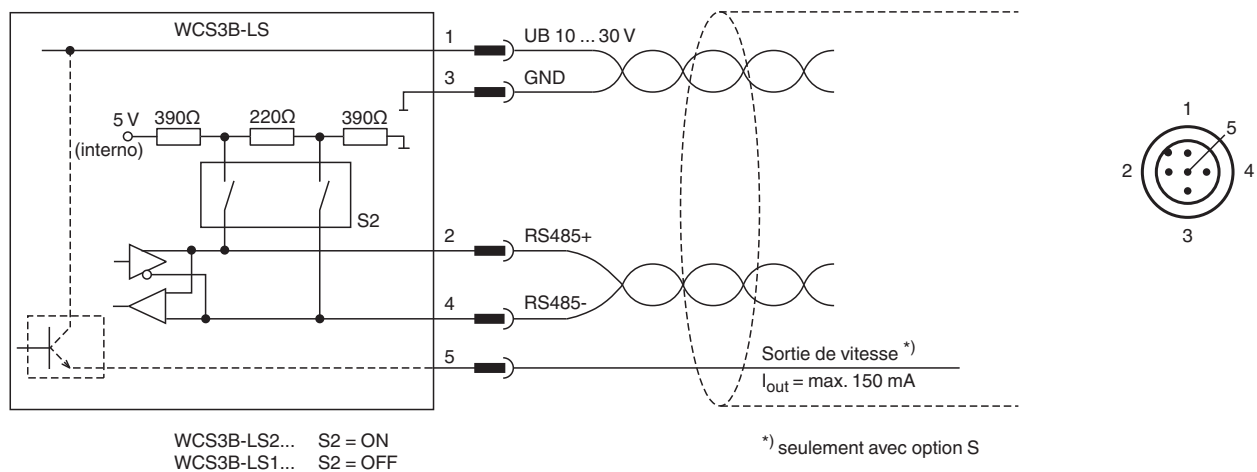 WCS3B-LS
1
UB 10 ... 30 V
3
GND
5 V
(interno)
390Ω
220Ω
390Ω
S2
2
RS485+
4
RS485-
5
Sortie de vitesse *)
Iout = max. 150 mA
WCS3B-LS2... S2 = ON
WCS3B-LS1... S2 = OFF
*) seulement avec option S
1
5
2
4
3